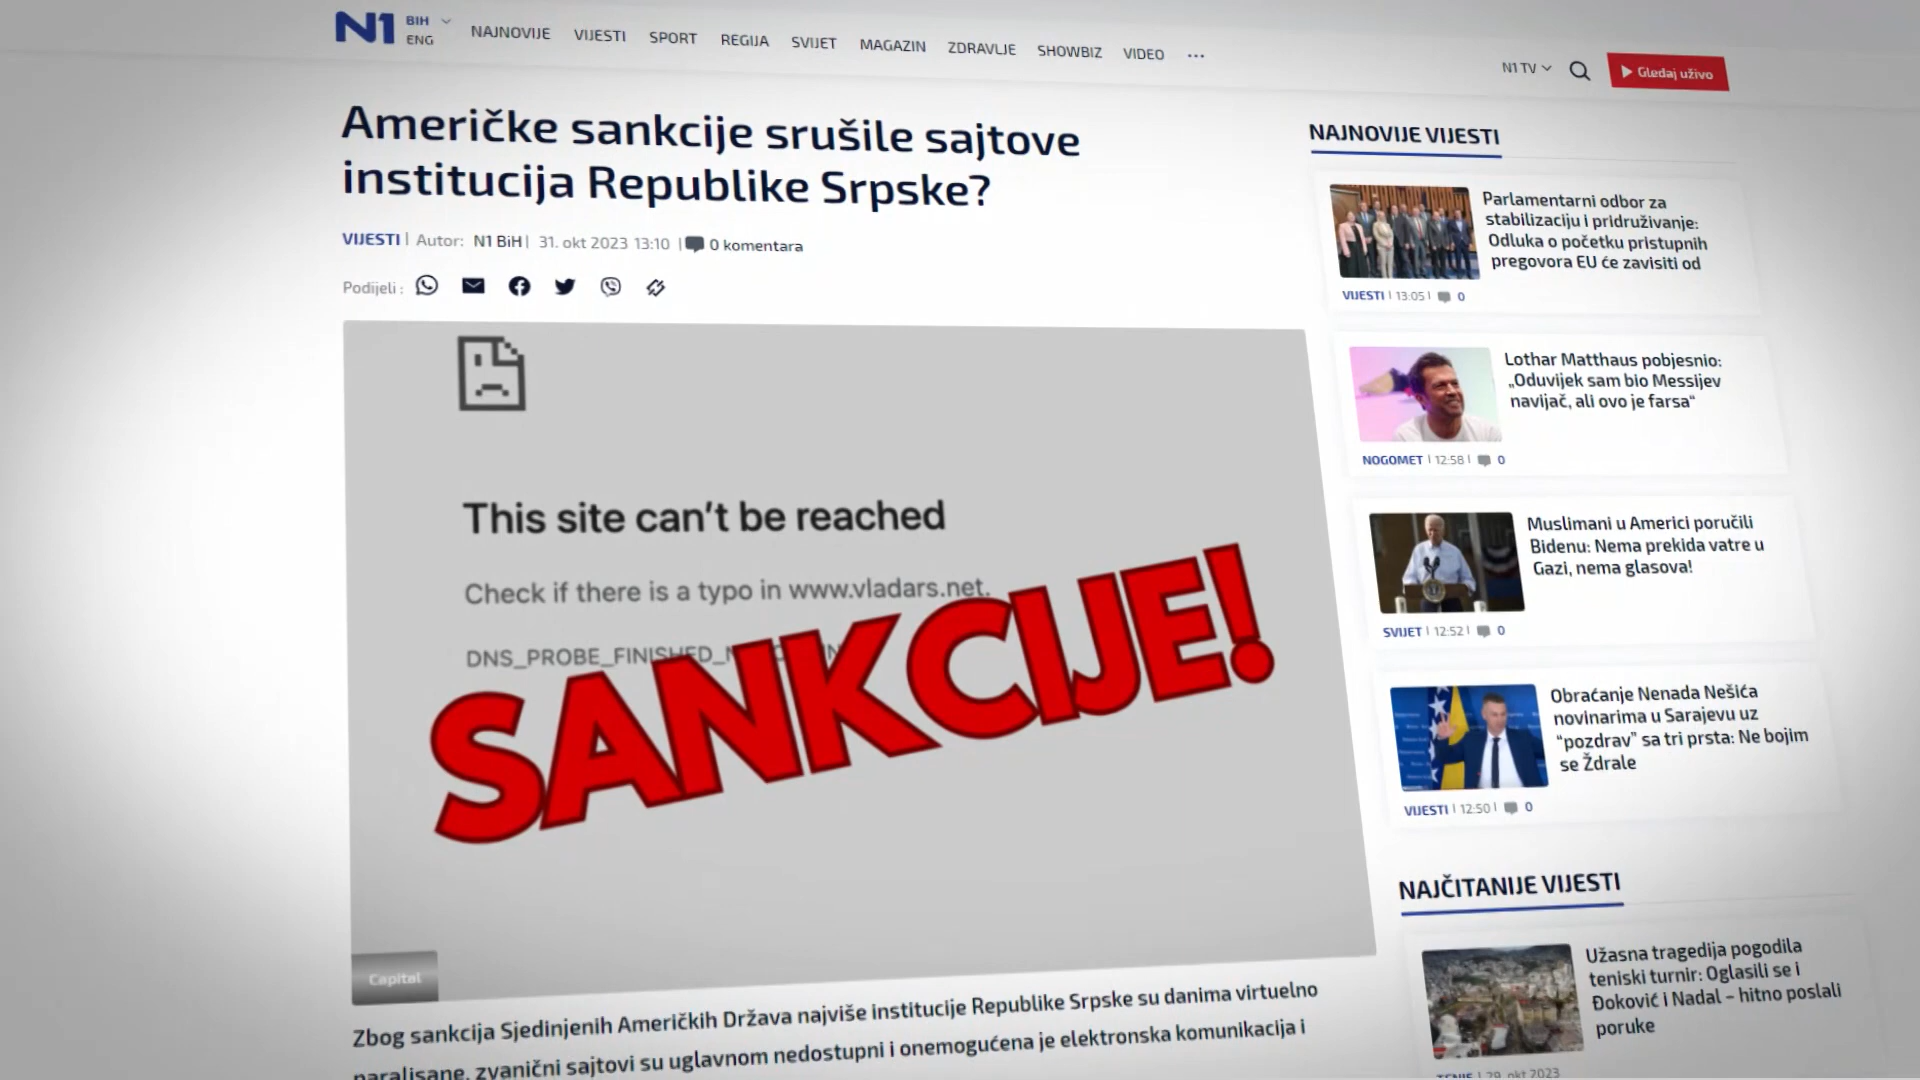 N1
BIH
ENG
NAJNOVIJE VIJESTI SPORT REGIJA SVIJET MAGAZIN ZDRAVLJE SHOWBIZ VIDEO ...
N1 TV
Gledaj uživo
Američke sankcije srušile sajtove
institucija Republike Srpske?
VIJESTI | Autor: N1 BiH | 31. okt 2023 13:10 | 0 komentara
Podijeli :
This site can't be reached
Check if there is a typo in www.vladars.net.
DNS_PROBE_FINISHED_
SANKCIJE!
Capital
Zbog sankcija Sjedinjenih Američkih Država najviše institucije Republike Srpske su danima virtuelno
paralisane, zvanični sajtovi su uglavnom nedostupni i onemogućena je elektronska komunikacija i
NAJNOVIJE VIJESTI
Parlamentarni odbor za
stabilizaciju i pridruživanje:
Odluka o početku pristupnih
pregovora EU će zavisiti od
VIJESTI | 13:05 | 0
Lothar Matthaus pobjesnio:
„Oduvijek sam bio Messijev
navijač, ali ovo je farsa“
NOGOMET | 12:58 | 0
Muslimani u Americi poručili
Bidenu: Nema prekida vatre u
Gazi, nema glasova!
SVIJET | 12:52 | 0
Obraćanje Nenada Nešića
novinarima u Sarajevu uz
“pozdrav” sa tri prsta: Ne bojim
se Ždrale
VIJESTI | 12:50 | 0
NAJČITANIJE VIJESTI
Užasna tragedija pogodila
teniski turnir: Oglasili se i
Đoković i Nadal – hitno poslali
poruke
TENIS | 29. okt 2023